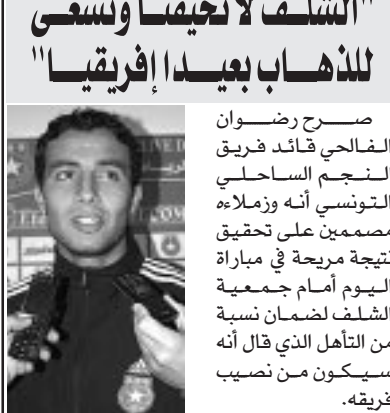 "الشلف لا تخيفنا ونسعى
للذهاب بعيدا إفريقيا"
صرح رضوان
الفالحي قائد فريق
النجم الساحلي
التونسي أنه وزملاءه
مصممين على تحقيق
نتيجة مريحة في مباراة
اليوم أمام جمعية
الشلف لضمان نسبة
من التأهل الذي قال أنه
سيكون من نصيب
فريقه.